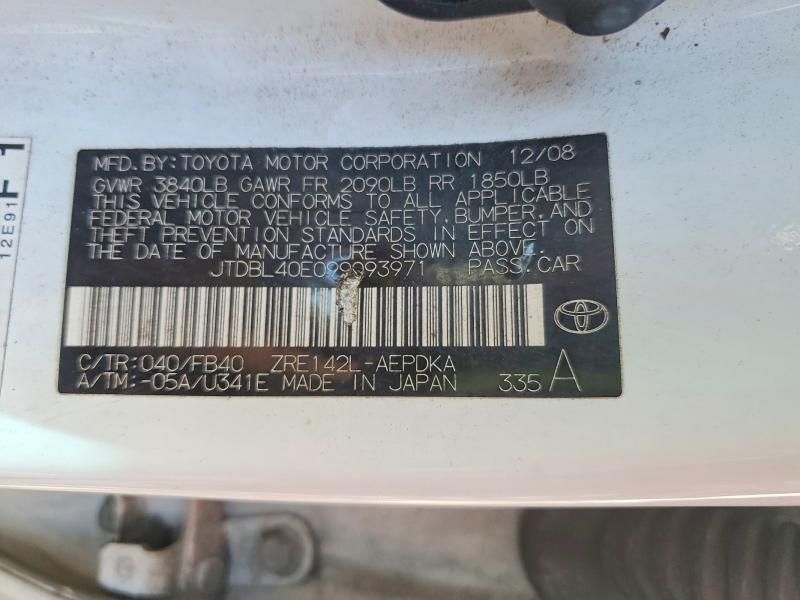 F 1
12E91
MFD.BY:TOYOTA MOTOR CORPORATION 12/08
GVWR 3840LB GAWR FR 2090LB RR 1850LB
THIS VEHICLE CONFORMS TO ALL APPLICABLE
FEDERAL MOTOR VEHICLE SAFETY,BUMPER,AND
THEFT PREVENTION STANDARDS IN EFFECT ON
THE DATE OF MANUFACTURE SHOWN ABOVE.
JTDBL40E099093971 PASS.CAR
C/TR:040/FB40 ZRE142L-AEPDKA
A/TM:-05A/U341E MADE IN JAPAN 335 A